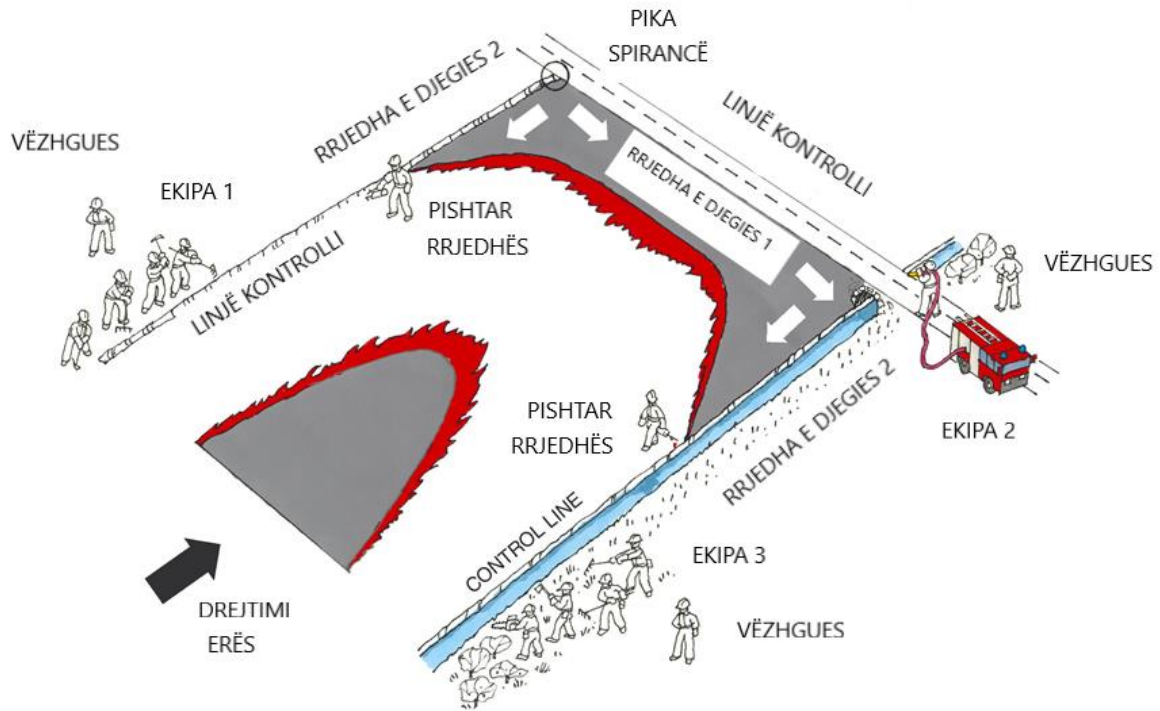 PIKA
SPIRANCË
RRJEDHA E DJEGIES 2
LINJË KONTROLLI
VËZHGUES
EKIPA 1
RRJEDHA E DJEGIES 1
PISHTAR
RRJEDHËS
LINJË KONTROLLI
VËZHGUES
PISHTAR
RRJEDHËS
RRJEDHA E DJEGIES 2
EKIPA 2
CONTROL LINE
EKIPA 3
DREJTIMI
ERËS
VËZHGUES